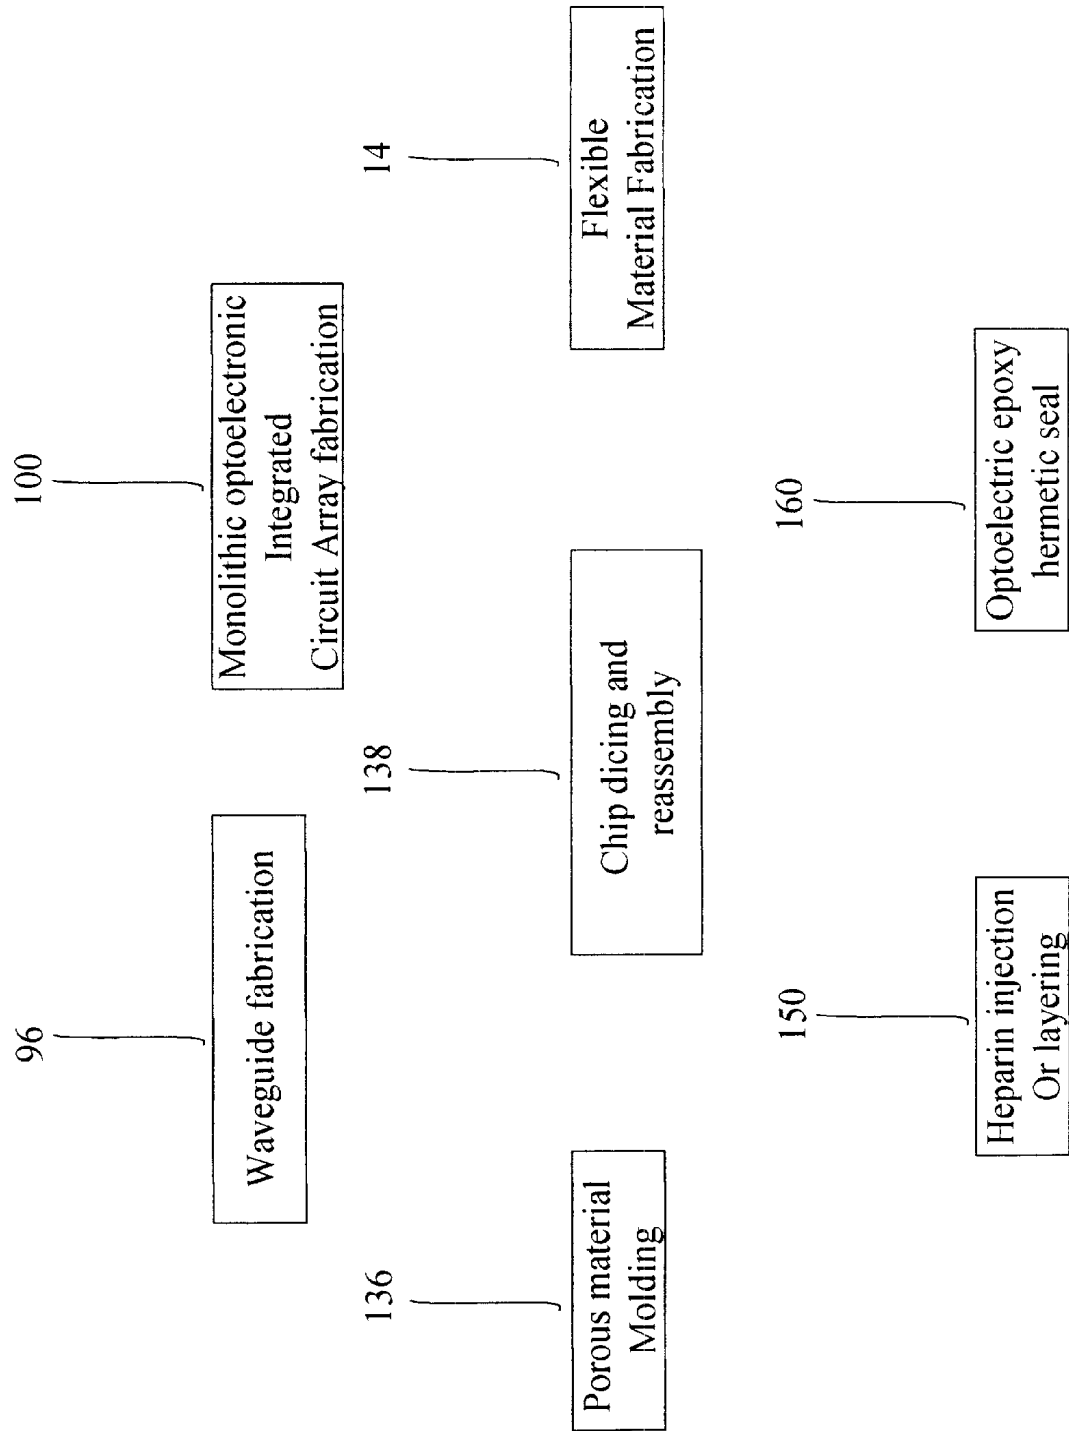 96
Waveguide fabrication
100
Monolithic optoelectronic
Integrated
Circuit Array fabrication
136
Porous material
Molding
138
Chip dicing and
reassembly
14
Flexible
Material Fabrication
150
Heparin injection
Or layering
160
Optoelectric epoxy
hermetic seal